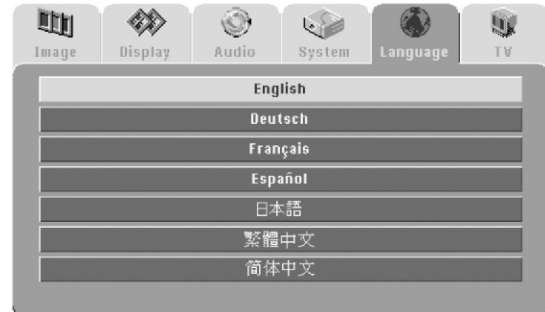 Image Display Audio System Language TV
English
Deutsch
Français
Español
日本語
繁體中文
简体中文